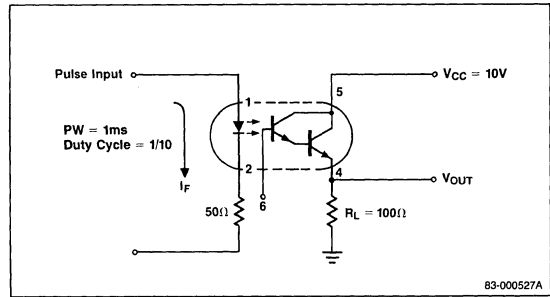 Pulse Input
V_CC = 10V
5
1
PW = 1ms
Duty Cycle = 1/10
I_F
2
4
V_OUT
6
50Ω
R_L = 100Ω
83-000527A